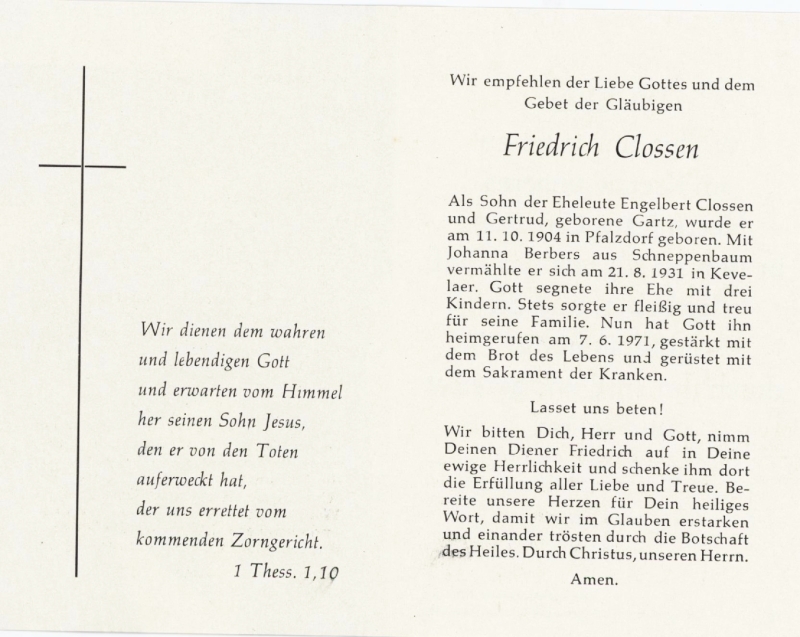 Wir dienen dem wahren
und lebendigen Gott
und erwarten vom Himmel
her seinen Sohn Jesus,
den er von den Toten
auferweckt hat,
der uns errettet vom
kommenden Zorngericht.
1 Thess. 1,10
Wir empfehlen der Liebe Gottes und dem
Gebet der Gläubigen
Friedrich Clossen
Als Sohn der Eheleute Engelbert Clossen
und Gertrud, geborene Gartz, wurde er
am 11. 10. 1904 in Pfalzdorf geboren. Mit
Johanna Berbers aus Schneppenbaum
vermählte er sich am 21. 8. 1931 in Keve-
laer. Gott segnete ihre Ehe mit drei
Kindern. Stets sorgte er fleißig und treu
für seine Familie. Nun hat Gott ihn
heimgerufen am 7. 6. 1971, gestärkt mit
dem Brot des Lebens und gerüstet mit
dem Sakrament der Kranken.
Lasset uns beten!
Wir bitten Dich, Herr und Gott, nimm
Deinen Diener Friedrich auf in Deine
ewige Herrlichkeit und schenke ihm dort
die Erfüllung aller Liebe und Treue. Be-
reite unsere Herzen für Dein heiliges
Wort, damit wir im Glauben erstarken
und einander trösten durch die Botschaft
des Heiles. Durch Christus, unseren Herrn.
Amen.